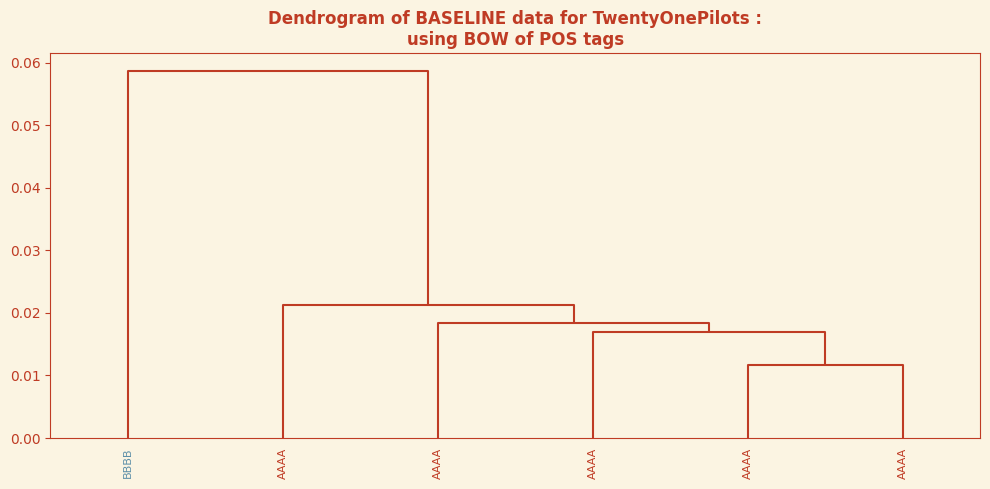 Dendrogram of BASELINE data for TwentyOnePilots :
using BOW of POS tags
0.06
0.05
0.04
0.03
0.02
0.01
0.00
BBBB
AAAA
AAAA
AAAA
AAAA
AAAA